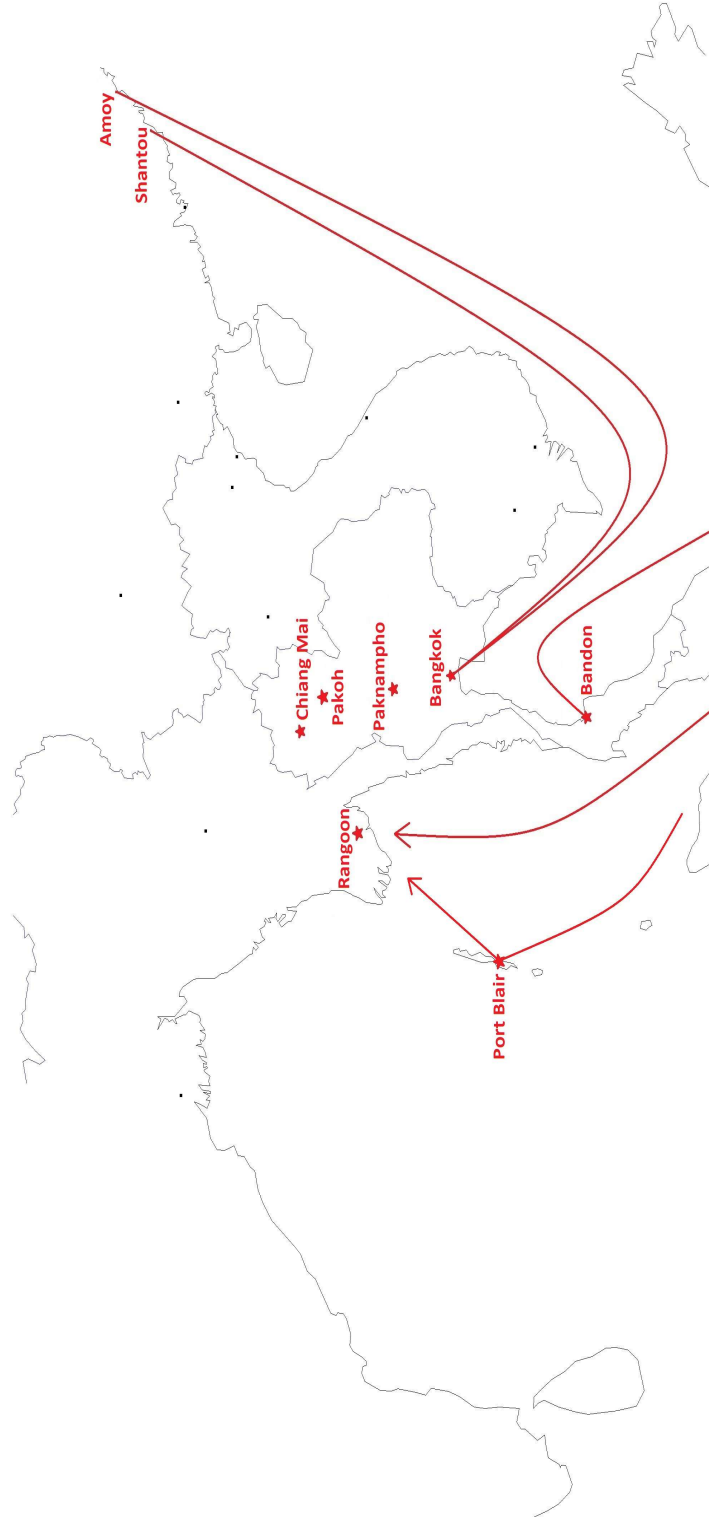 Amoy
Shantou
Chiang Mai
Pakoh
Rangoon
Paknampho
Bangkok
Port Blair
Bandon